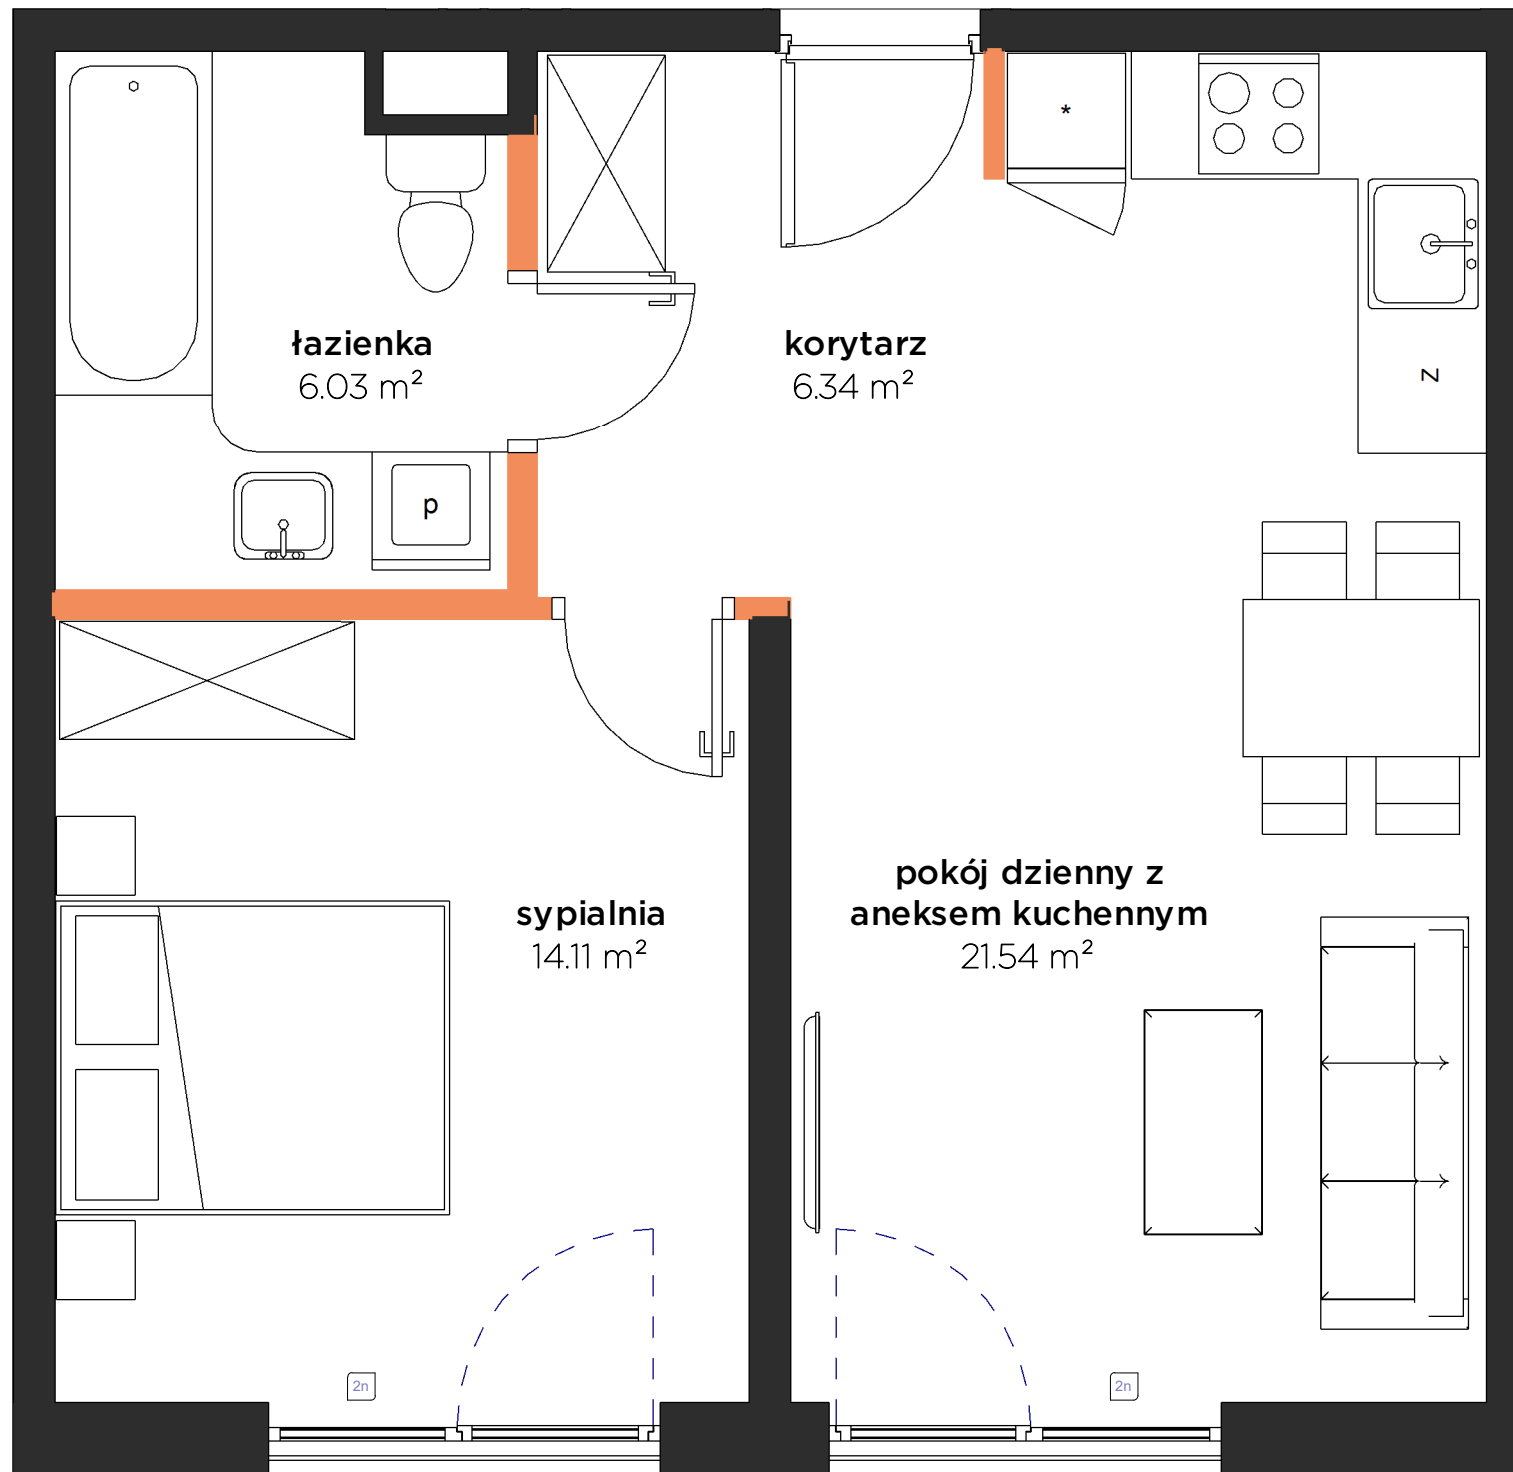 *
łazienka
6.03 m²
korytarz
6.34 m²
z
p
sypialnia
14.11 m²
pokój dzienny z
aneksem kuchennym
21.54 m²
2n
2n